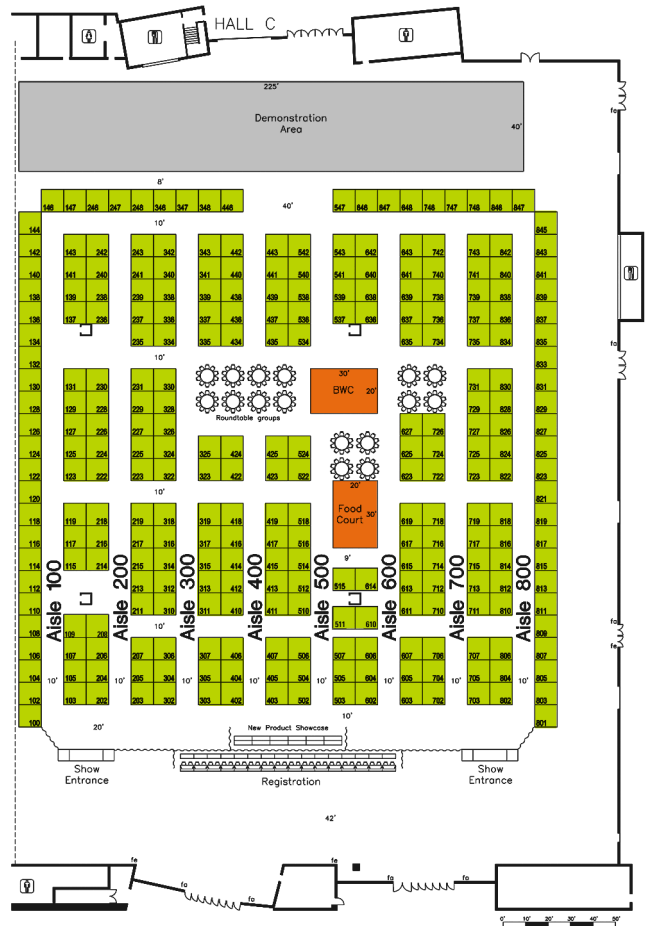 HALL C
225'
fe
Demonstration
Area
40'
8'
146 147 246 247 248 346 347 348 446 40' 547 646 647 648 746 747 748 846 847
10'
144 845
142 143 242 241 342 343 442 443 542 543 642 643 742 743 842 843
140 141 240 241 340 341 440 441 540 541 640 641 740 741 840 841
138 139 238 239 338 339 438 439 538 539 638 639 738 739 838 839
136 137 236 237 336 337 436 437 536 537 636 637 736 737 836 837
134 235 334 335 434 435 534 635 734 735 834 835
fa
132 10' 833
30'
130 131 230 231 330 BWC 20' 731 830 831
128 129 228 229 328 729 828 829
Roundtable groups
126 127 226 227 326 627 726 727 826 827
124 125 224 225 324 325 424 425 524 625 724 725 824 825
122 123 222 223 322 323 422 423 522 623 722 723 822 823
20'
120 10' 821
Food
Court
30'
118 119 218 219 318 319 418 419 518 619 718 719 818 819
116 117 216 217 316 317 416 417 516 617 716 717 816 817
9'
114 115 214 215 314 315 414 415 514 515 614 615 714 715 814 815
112 213 312 313 412 413 512 613 712 713 812 813
110 211 310 311 410 411 510 511 610 611 710 711 810 811
Aisle 100
Aisle 200
Aisle 300
Aisle 400
Aisle 500
Aisle 600
Aisle 700
Aisle 800
fa
108 109 208 10' 809
fe
106 107 206 207 306 307 406 407 506 507 606 607 706 707 806 807
104 105 204 205 304 305 404 405 504 505 604 605 704 705 804 805
10' 10' 10' 10' 10' 10' 10' 10'
102 103 202 203 302 303 402 403 502 503 602 603 702 703 802 803
100 10' 801
20'
New Product Showcase
Show
Entrance
Registration
Show
Entrance
42'
fe
fe
fa
fa
fa
fa
0' 10' 20' 30' 40' 50'